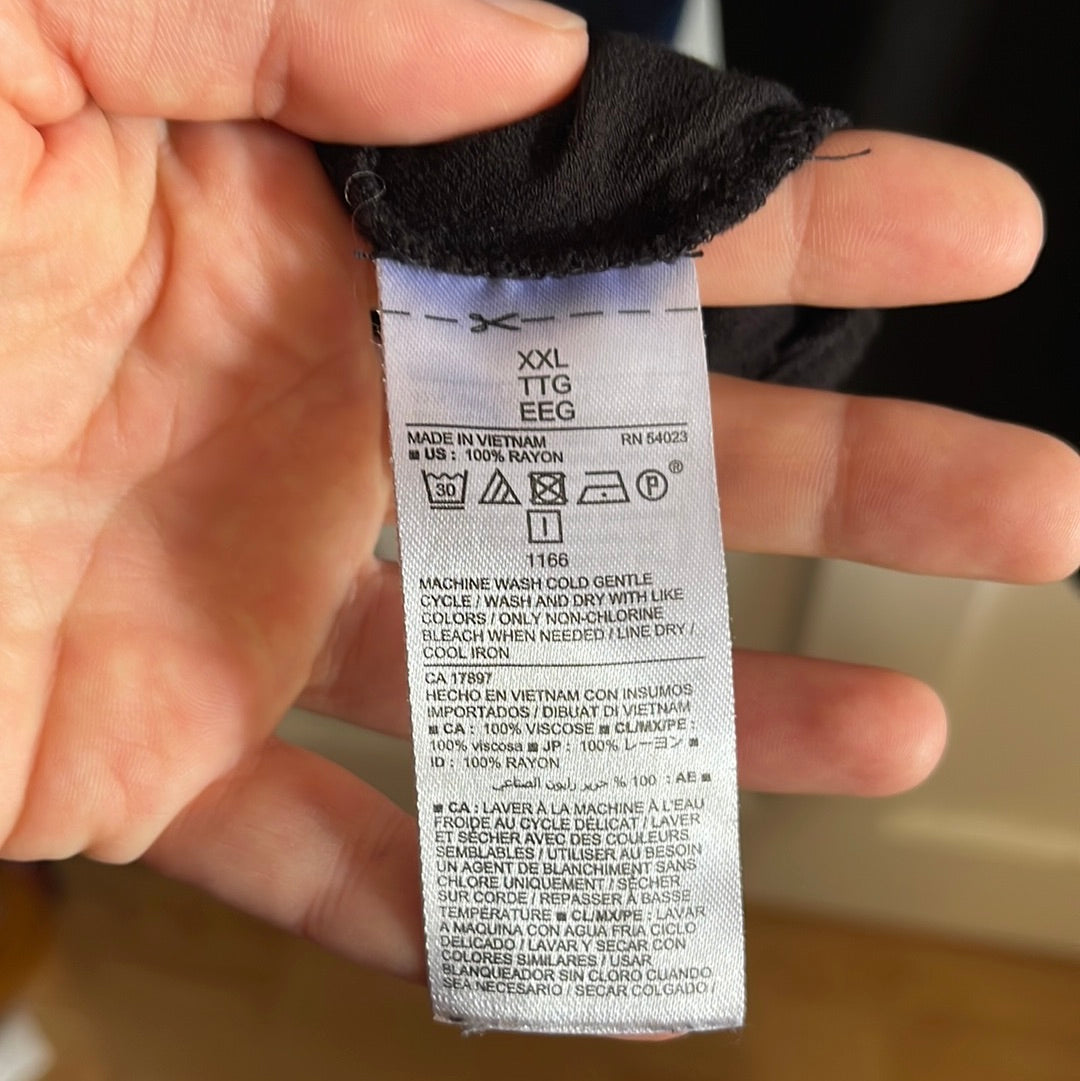 XXL
TTG
EEG
MADE IN VIETNAM RN 54023
■ US : 100% RAYON
30 P ®
1166
MACHINE WASH COLD GENTLE
CYCLE / WASH AND DRY WITH LIKE
COLORS / ONLY NON-CHLORINE
BLEACH WHEN NEEDED / LINE DRY /
COOL IRON
CA 17897
HECHO EN VIETNAM CON INSUMOS
IMPORTADOS / DIBUAT DI VIETNAM
■ CA : 100% VISCOSE ■ CL/MX/PE :
100% viscosa ■ JP : 100% レーヨン ■
ID : 100% RAYON
■ AE : 100 % حرير رايون الصناعي
■ CA : LAVER À LA MACHINE À L'EAU
FROIDE AU CYCLE DÉLICAT / LAVER
ET SÉCHER AVEC DES COULEURS
SEMBLABLES / UTILISER AU BESOIN
UN AGENT DE BLANCHIMENT SANS
CHLORE UNIQUEMENT / SÉCHER
SUR CORDE / REPASSER À BASSE
TEMPÉRATURE ■ CL/MX/PE : LAVAR
A MAQUINA CON AGUA FRIA CICLO
DELICADO / LAVAR Y SECAR CON
COLORES SIMILARES / USAR
BLANQUEADOR SIN CLORO CUANDO
SEA NECESARIO / SECAR COLGADO /